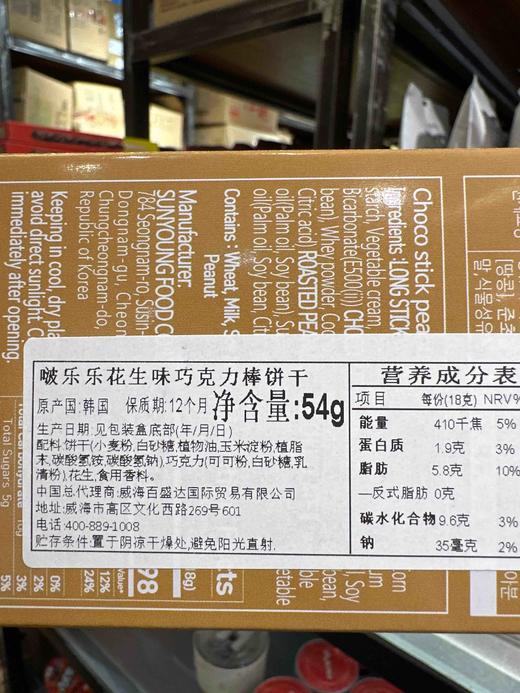 Choco stick pea
Ingredients : LONG STICK
Starch, Vegetable cream,
Bicarbonate(E500(ii)) CHO
bean), Whey powder, Co
Citric acid) ROASTED PEA
oil(Palm oil, Soy bean), Su
oil(Palm oil, Soy bean, Cit
Contains : Wheat, Milk, S
Peanut
Manufacturer.
SUNYOUNG FOOD C
784, Seongnam-ro, Susin-
Dongnam-gu, Cheon
Chungcheongnam-do,
Republic of Korea
Keeping in cool, dry pla
avoid direct sunlight. C
immediately after opening.
啵乐乐花生味巧克力棒饼干
原产国:韩国 保质期:12个月 净含量:54g
生产日期:见包装盒底部(年/月/日)
配料:饼干(小麦粉,白砂糖,植物油,玉米淀粉,植脂
末,碳酸氢铵,碳酸氢钠),巧克力(可可粉,白砂糖,乳
清粉),花生,食用香料。
中国总代理商:威海百盛达国际贸易有限公司
地址:威海市高区文化西路269号601
电话:400-889-1008
贮存条件:置于阴凉干燥处,避免阳光直射.
营养成分表
项目 每份(18克) NRV%
能量 410千焦 5%
蛋白质 1.9克 3%
脂肪 5.8克 10%
—反式脂肪 0克
碳水化合物 9.6克 3%
钠 35毫克 2%
Total Sugars 5g
0%
2%
3%
5%
98
Value*
12%
24%